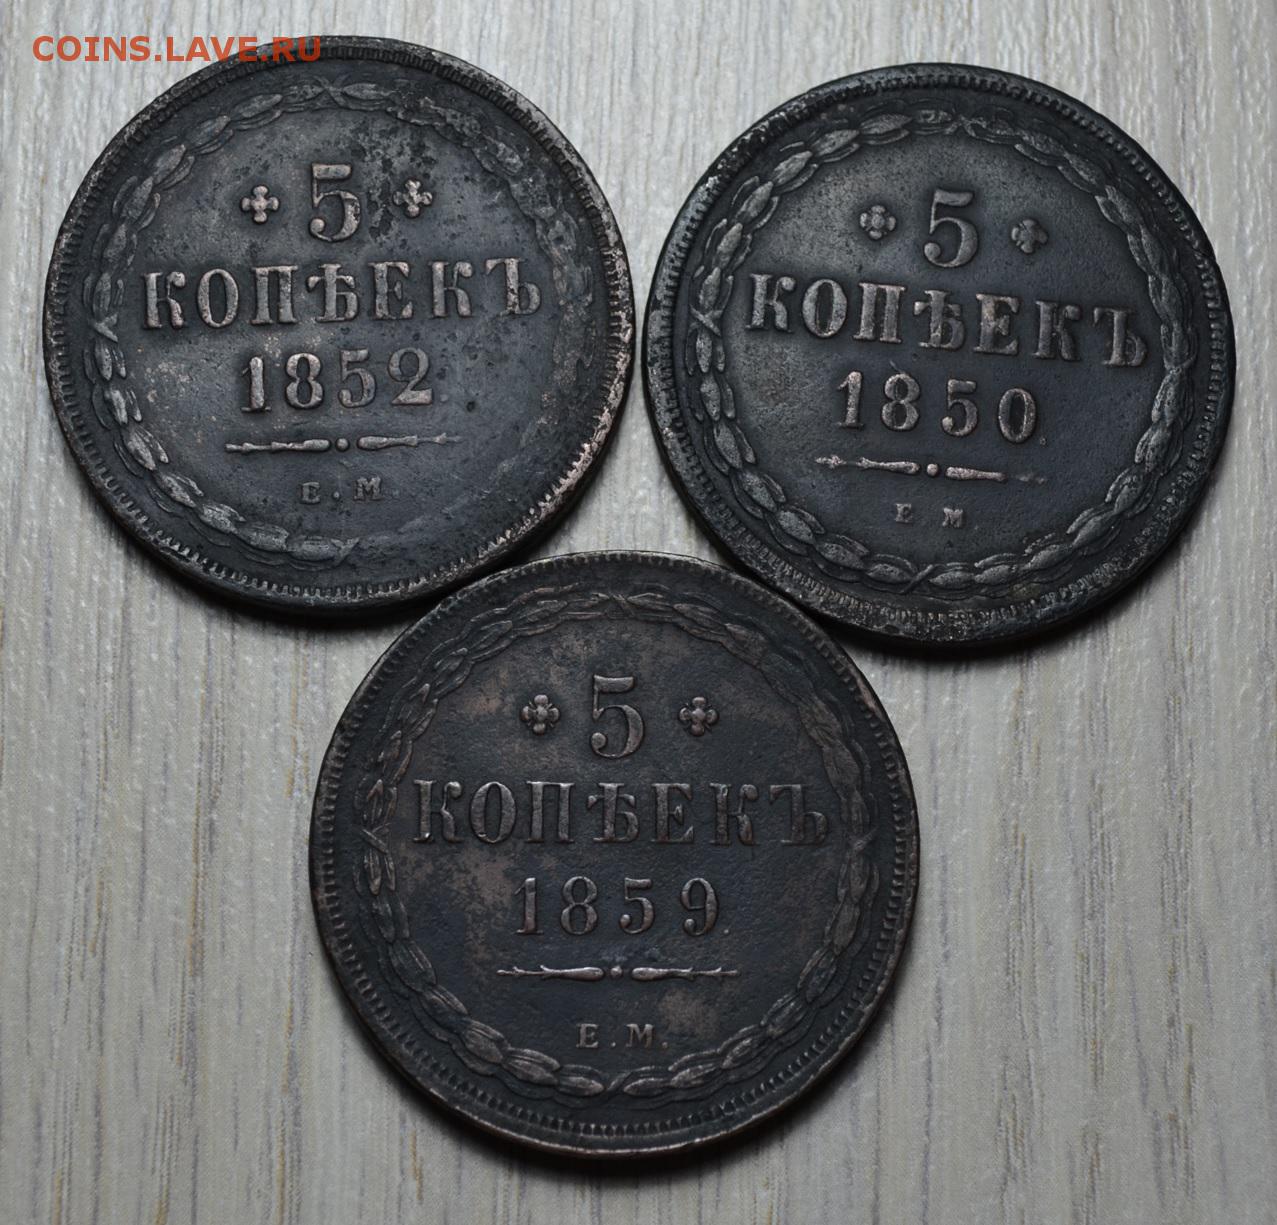 COINS.LAVE.RU
5
КОПѢЕКЪ
1852.
Е.М.
5
КОПѢЕКЪ
1850.
Е М
5
КОПѢЕКЪ
1859.
Е.М.